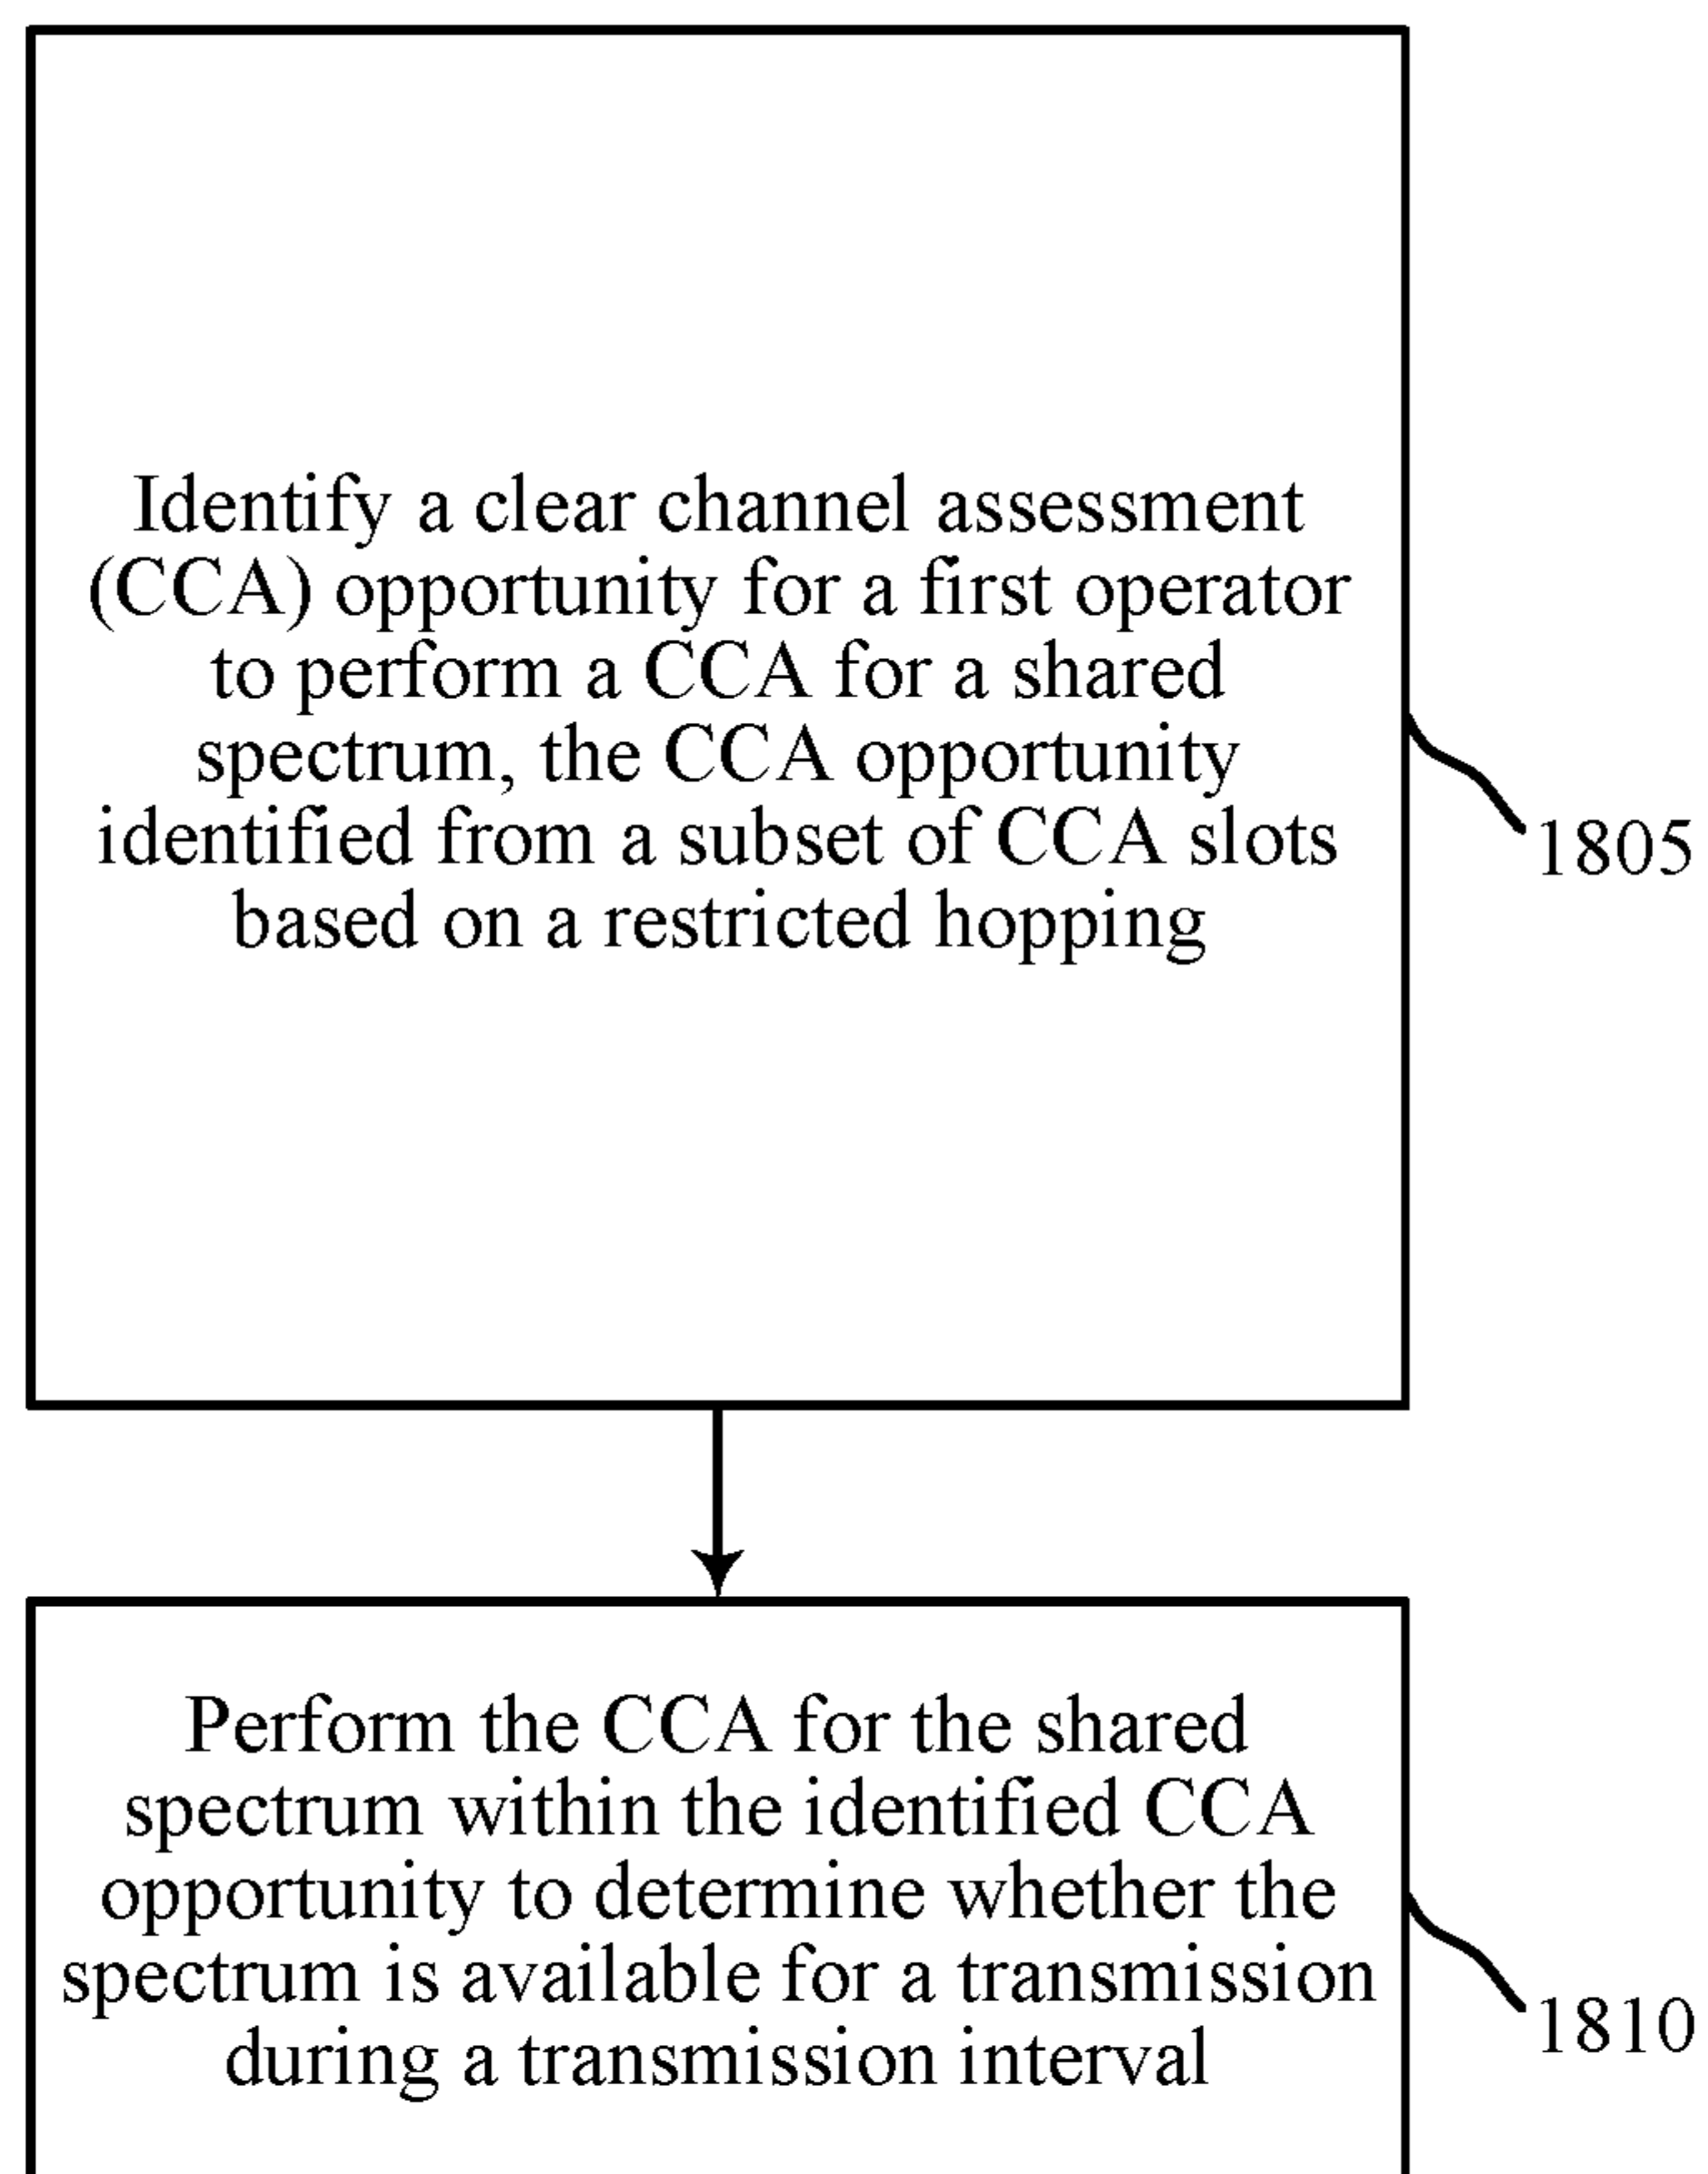 Identify a clear channel assessment
(CCA) opportunity for a first operator
to perform a CCA for a shared
spectrum, the CCA opportunity
identified from a subset of CCA slots
based on a restricted hopping
1805
Perform the CCA for the shared
spectrum within the identified CCA
opportunity to determine whether the
spectrum is available for a transmission
during a transmission interval
1810